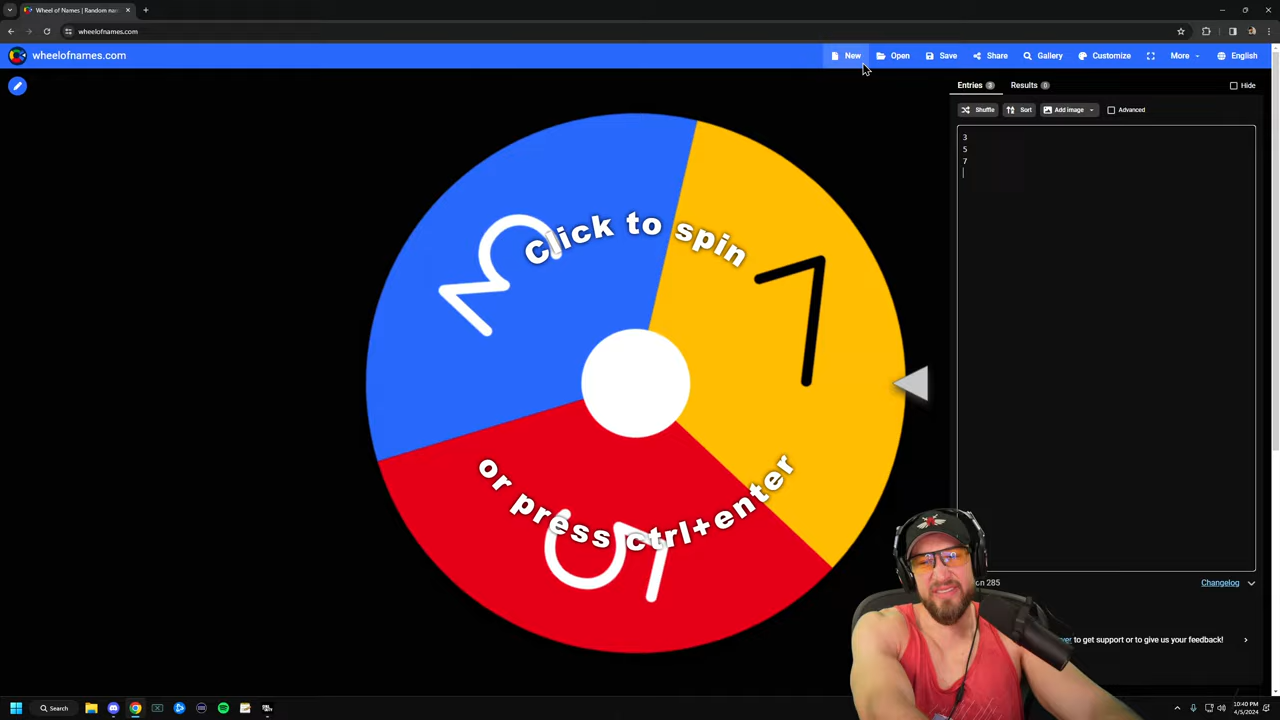 Wheel of Names | Random na
wheelofnames.com
wheelofnames.com
New
Open
Save
Share
Gallery
Customize
More
English
Entries 3
Results 0
Hide
Shuffle
Sort
Add image
Advanced
3
5
7
3
7
5
Click to spin
or press ctrl+enter
285
Changelog
to get support or to give us your feedback!
Search
10:40 PM
4/5/2024